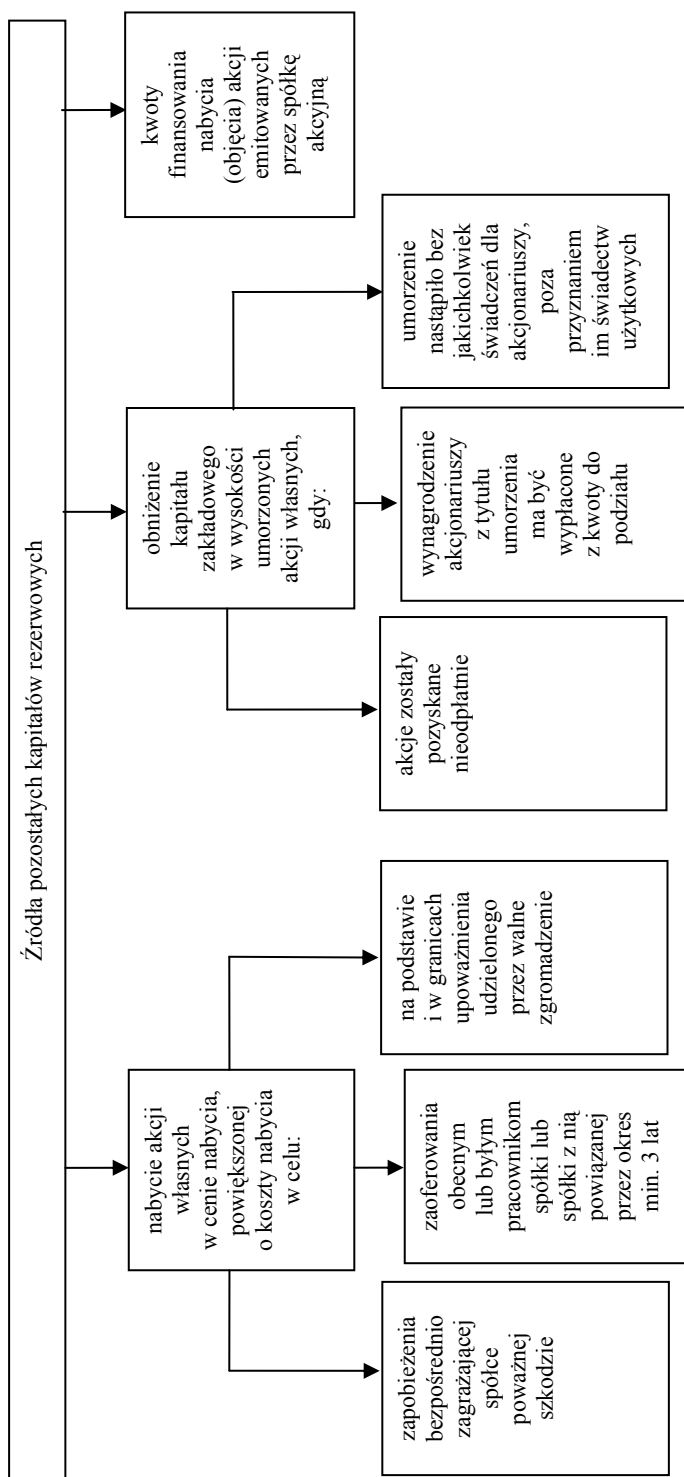 Źródła pozostałych kapitałów rezerwowych
nabycie akcji
własnych
w cenie nabycia,
powiększonej
o koszty nabycia
w celu:
obniżenie
kapitału
zakładowego
w wysokości
umorzonych
akcji własnych,
gdy:
kwoty
finansowania
nabycia
(objęcia) akcji
emitowanych
przez spółkę
akcyjną
zapobieżenia
bezpośrednio
zagrażającej
spółce
poważnej
szkodzie
zaoferowania
obecnym
lub byłym
pracownikom
spółki lub
spółki z nią
powiązanej
przez okres
min. 3 lat
na podstawie
i w granicach
upoważnienia
udzielonego
przez walne
zgromadzenie
akcje zostały
pozyskane
nieodpłatnie
wynagrodzenie
akcjonariuszy
z tytułu
umorzenia
ma być
wypłacone
z kwoty do
podziału
umorzenie
nastąpiło bez
jakichkolwiek
świadczeń dla
akcjonariuszy,
poza
przyznaniem
im świadectw
użytkowych